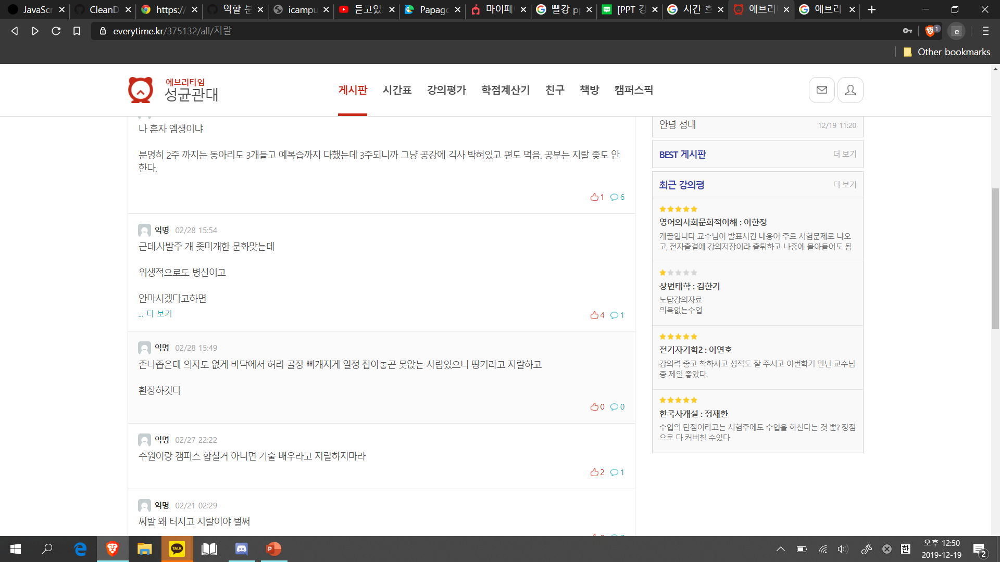 JavaScr
CleanD
https://
역할 분
icampu
듣고있
Papago
마이페
빨강 pp
[PPT 강
시간 흐
에브리
에브리
everytime.kr/375132/all/지랄
1
e
Other bookmarks
에브리타임
성균관대
게시판 시간표 강의평가 학점계산기 친구 책방 캠퍼스픽
나 혼자 엠생이냐
분명히 2주 까지는 동아리도 3개들고 예복습까지 다했는데 3주되니까 그냥 공강에 긱사 박혀있고 편도 먹음. 공부는 지랄 좆도 안
한다.
1 6
익명 02/28 15:54
근데.사발주 개 좆미개한 문화맞는데
위생적으로도 병신이고
안마시겠다고하면
... 더 보기
4 1
익명 02/28 15:49
존나좁은데 의자도 없게 바닥에서 허리 골장 빠개지게 일정 잡아놓곤 못앉는 사람있으니 땅기라고 지랄하고
환장하것다
0 0
익명 02/27 22:22
수원이랑 캠퍼스 합칠거 아니면 기술 배우라고 지랄하지마라
2 1
익명 02/21 02:29
씨발 왜 터지고 지랄이야 벌써
안녕 성대 12/19 11:20
BEST 게시판 더 보기
최근 강의평 더 보기
영어의사회문화적이해 : 이한정
개꿀입니다 교수님이 발표시킨 내용이 주로 시험문제로 나오
고, 전자출결에 강의저장이라 출튀하고 나중에 몰아들어도 됩
상변태학 : 김한기
노답강의자료
의욕없는수업
전기자기학2 : 이연호
강의력 좋고 착하시고 성적도 잘 주시고 이번학기 만난 교수님
중 제일 좋았다.
한국사개설 : 정재환
수업의 단점이라고는 시험주에도 수업을 하신다는 것 뿐? 장점
으로 다 커버칠 수있다
TALK
한
오후 12:50
2019-12-19
2